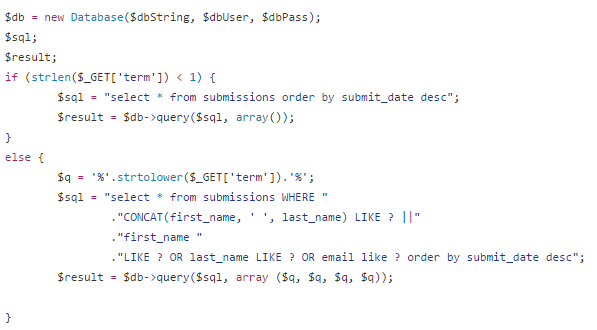 $db = new Database($dbString, $dbUser, $dbPass);
$sql;
$result;
if (strlen($_GET['term']) < 1) {
        $sql = "select * from submissions order by submit_date desc";
        $result = $db->query($sql, array());
}
else {
        $q = '%'.strtolower($_GET['term']).'%';
        $sql = "select * from submissions WHERE "
                ."CONCAT(first_name, ' ', last_name) LIKE ? ||"
                ."first_name "
                ."LIKE ? OR last_name LIKE ? OR email like ? order by submit_date desc";
        $result = $db->query($sql, array ($q, $q, $q, $q));
}